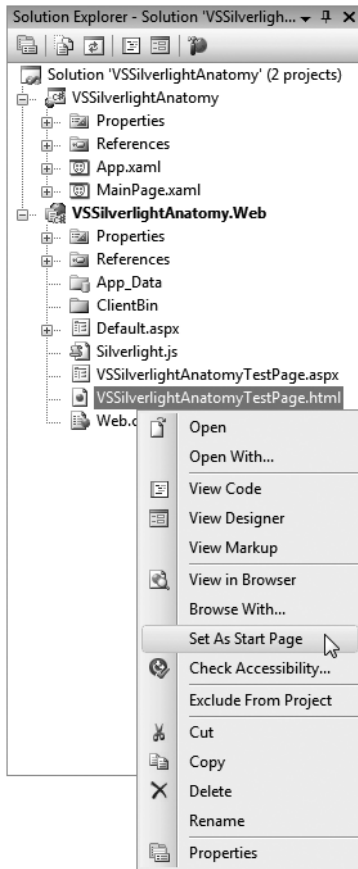 Solution Explorer - Solution 'VSSilverligh...
Solution 'VSSilverlightAnatomy' (2 projects)
VSSilverlightAnatomy
Properties
References
App.xaml
MainPage.xaml
VSSilverlightAnatomy.Web
Properties
References
App_Data
ClientBin
Default.aspx
Silverlight.js
VSSilverlightAnatomyTestPage.aspx
VSSilverlightAnatomyTestPage.html
Web.c
Open
Open With...
View Code
View Designer
View Markup
View in Browser
Browse With...
Set As Start Page
Check Accessibility...
Exclude From Project
Cut
Copy
Delete
Rename
Properties